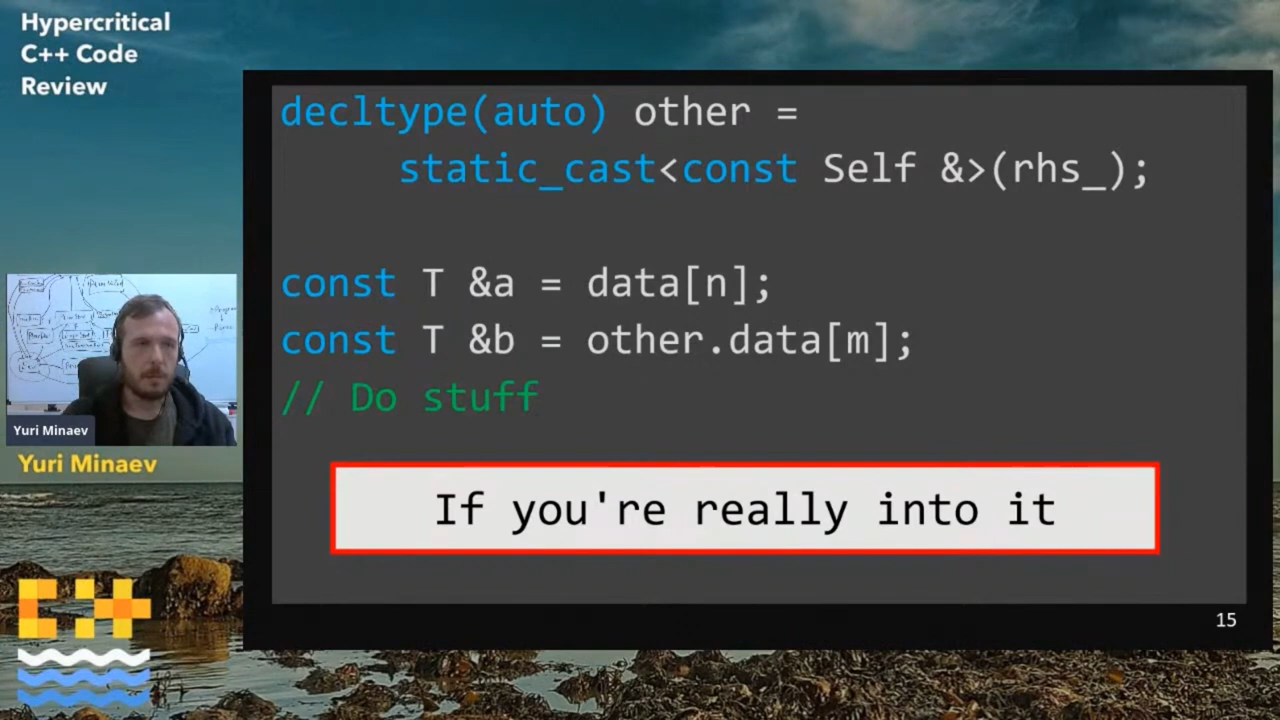 Hypercritical
C++ Code
Review
decltype(auto) other =
static_cast<const Self &>(rhs_);
const T &a = data[n];
const T &b = other.data[m];
// Do stuff
If you're really into it
15
Yuri Minaev
Yuri Minaev
C++